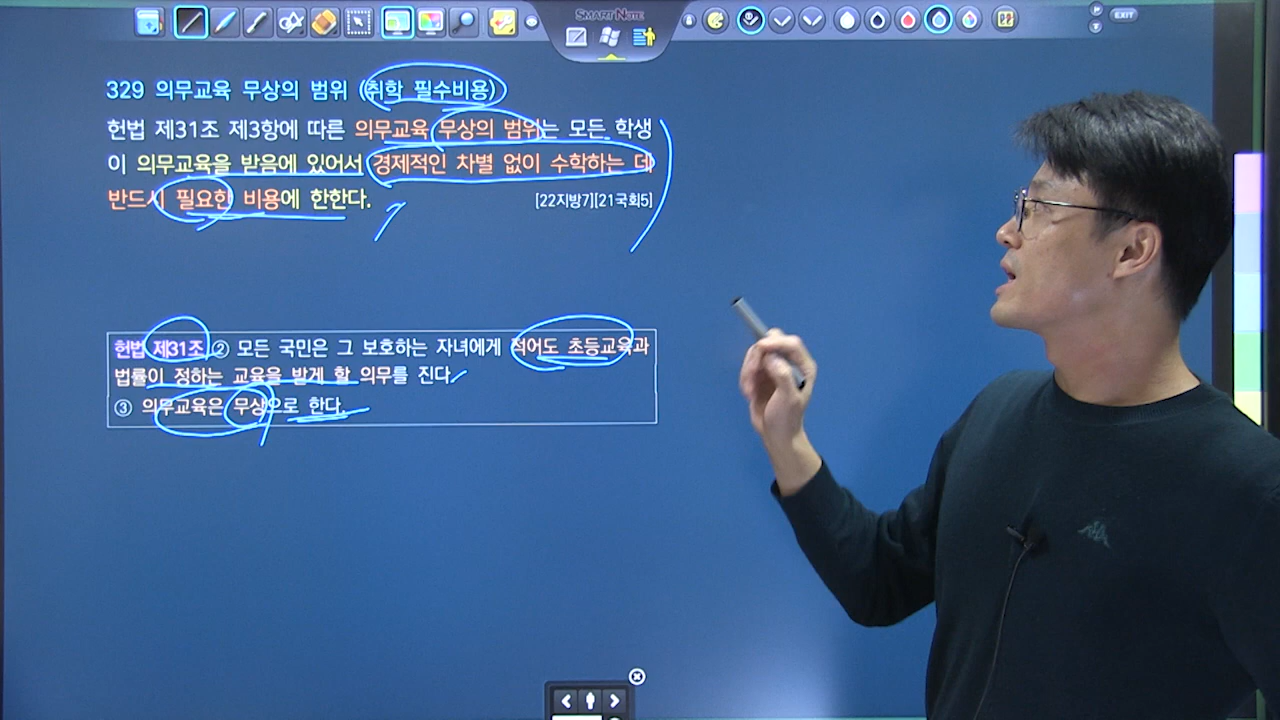 SMARTNOTE
EXIT
329 의무교육 무상의 범위 (취학 필수비용)
헌법 제31조 제3항에 따른 의무교육 무상의 범위는 모든 학생
이 의무교육을 받음에 있어서 경제적인 차별 없이 수학하는 데
반드시 필요한 비용에 한한다.
[22지방7][21국회5]
헌법 제31조 ② 모든 국민은 그 보호하는 자녀에게 적어도 초등교육과
법률이 정하는 교육을 받게 할 의무를 진다.
③ 의무교육은 무상으로 한다.